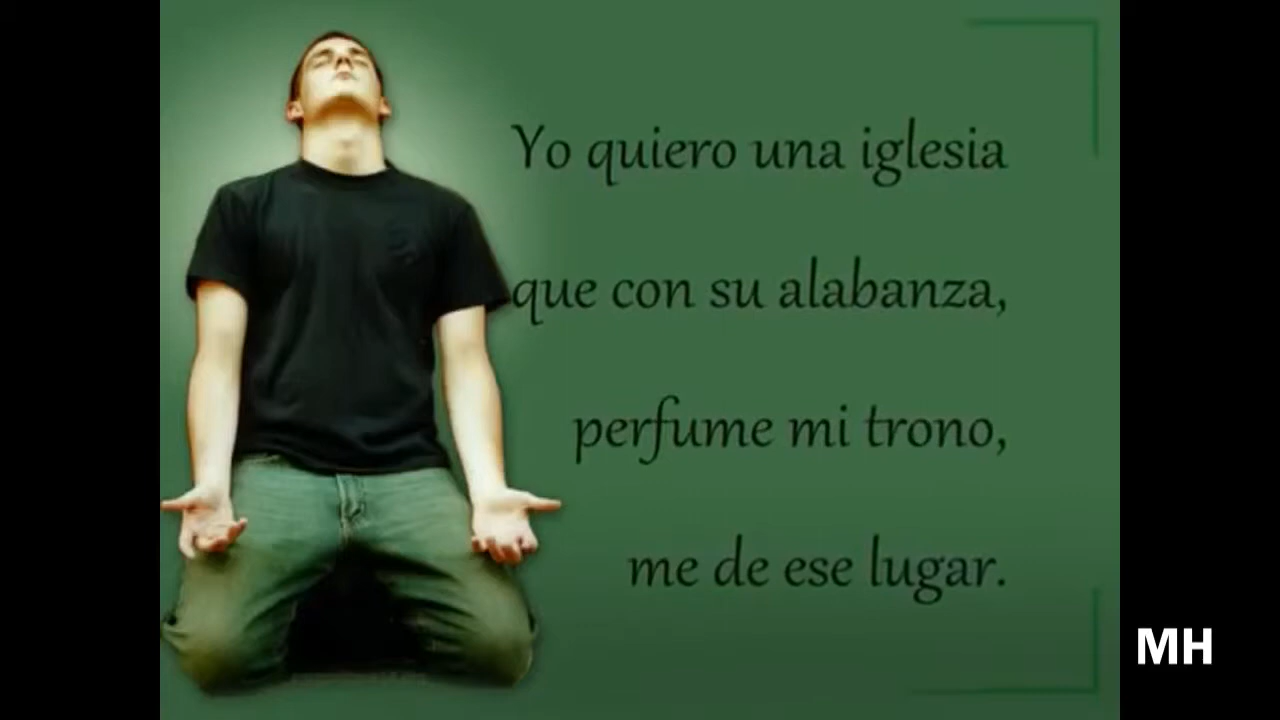 Yo quiero una iglesia
que con su alabanza,
perfume mi trono,
me de ese lugar.
MH